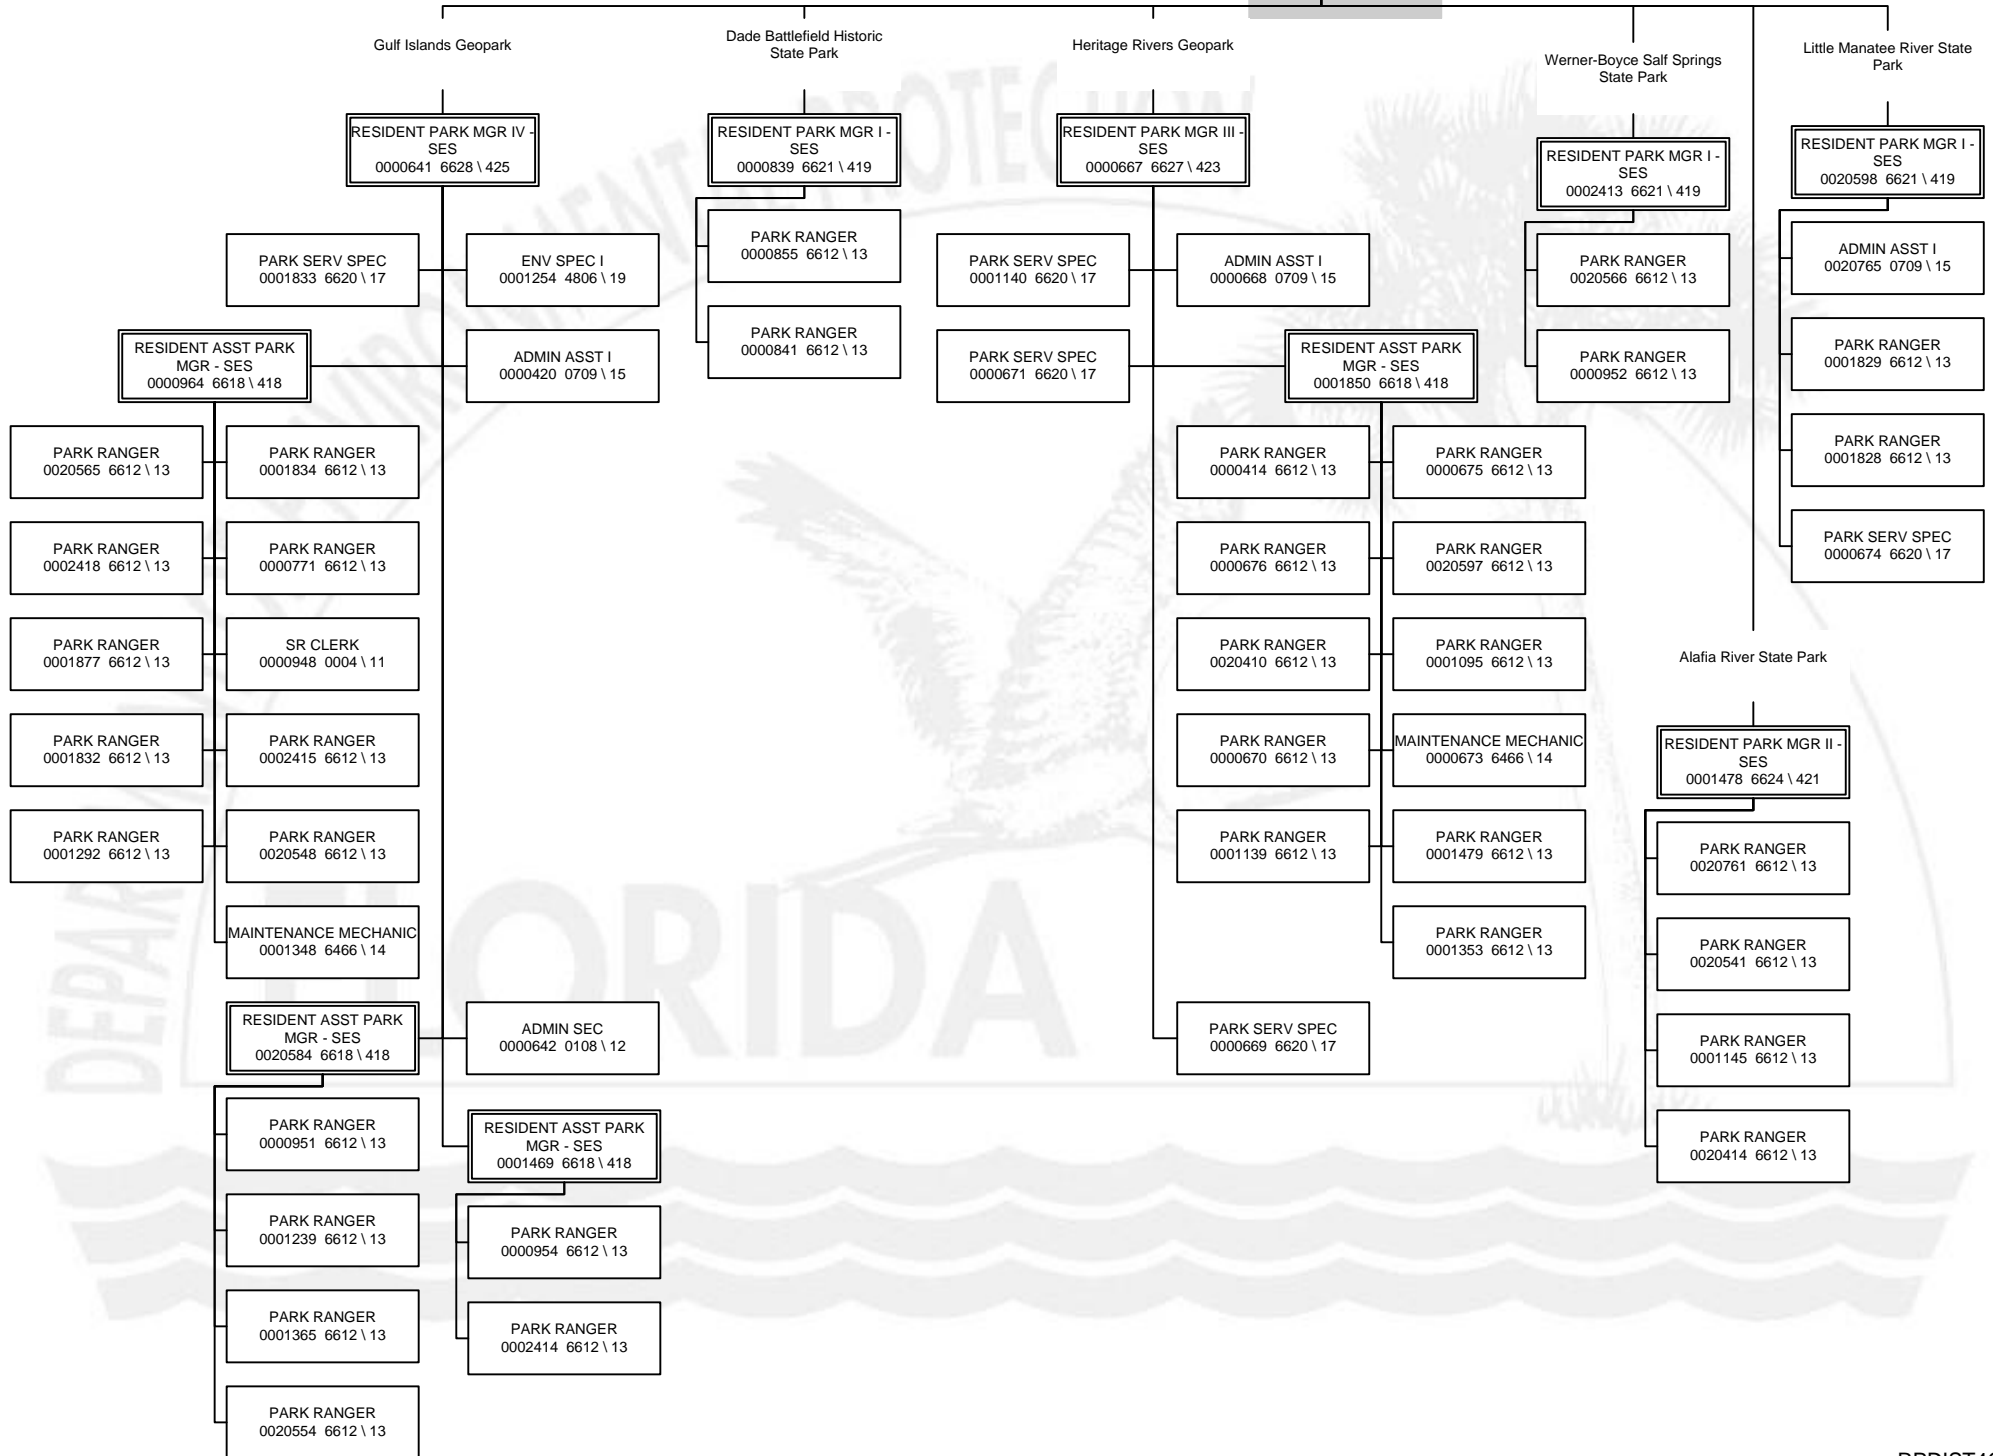 Gulf Islands Geopark
RESIDENT PARK MGR IV -
SES
0000641 6628 \ 425
PARK SERV SPEC
0001833 6620 \ 17
ENV SPEC I
0001254 4806 \ 19
RESIDENT ASST PARK
MGR - SES
0000964 6618 \ 418
ADMIN ASST I
0000420 0709 \ 15
PARK RANGER
0020565 6612 \ 13
PARK RANGER
0001834 6612 \ 13
PARK RANGER
0002418 6612 \ 13
PARK RANGER
0000771 6612 \ 13
PARK RANGER
0001877 6612 \ 13
SR CLERK
0000948 0004 \ 11
PARK RANGER
0001832 6612 \ 13
PARK RANGER
0002415 6612 \ 13
PARK RANGER
0001292 6612 \ 13
PARK RANGER
0020548 6612 \ 13
MAINTENANCE MECHANIC
0001348 6466 \ 14
RESIDENT ASST PARK
MGR - SES
0020584 6618 \ 418
ADMIN SEC
0000642 0108 \ 12
PARK RANGER
0000951 6612 \ 13
PARK RANGER
0001239 6612 \ 13
PARK RANGER
0001365 6612 \ 13
PARK RANGER
0020554 6612 \ 13
RESIDENT ASST PARK
MGR - SES
0001469 6618 \ 418
PARK RANGER
0000954 6612 \ 13
PARK RANGER
0002414 6612 \ 13
Dade Battlefield Historic
State Park
RESIDENT PARK MGR I -
SES
0000839 6621 \ 419
PARK RANGER
0000855 6612 \ 13
PARK RANGER
0000841 6612 \ 13
Heritage Rivers Geopark
RESIDENT PARK MGR III -
SES
0000667 6627 \ 423
PARK SERV SPEC
0001140 6620 \ 17
ADMIN ASST I
0000668 0709 \ 15
PARK SERV SPEC
0000671 6620 \ 17
RESIDENT ASST PARK
MGR - SES
0001850 6618 \ 418
PARK RANGER
0000414 6612 \ 13
PARK RANGER
0000675 6612 \ 13
PARK RANGER
0000676 6612 \ 13
PARK RANGER
0020597 6612 \ 13
PARK RANGER
0020410 6612 \ 13
PARK RANGER
0001095 6612 \ 13
PARK RANGER
0000670 6612 \ 13
MAINTENANCE MECHANIC
0000673 6466 \ 14
PARK RANGER
0001139 6612 \ 13
PARK RANGER
0001479 6612 \ 13
PARK RANGER
0001353 6612 \ 13
PARK SERV SPEC
0000669 6620 \ 17
Werner-Boyce Salf Springs
State Park
RESIDENT PARK MGR I -
SES
0002413 6621 \ 419
PARK RANGER
0020566 6612 \ 13
PARK RANGER
0000952 6612 \ 13
Alafia River State Park
RESIDENT PARK MGR II -
SES
0001478 6624 \ 421
PARK RANGER
0020761 6612 \ 13
PARK RANGER
0020541 6612 \ 13
PARK RANGER
0001145 6612 \ 13
PARK RANGER
0020414 6612 \ 13
Little Manatee River State
Park
RESIDENT PARK MGR I -
SES
0020598 6621 \ 419
ADMIN ASST I
0020765 0709 \ 15
PARK RANGER
0001829 6612 \ 13
PARK RANGER
0001828 6612 \ 13
PARK SERV SPEC
0000674 6620 \ 17
FLORIDA